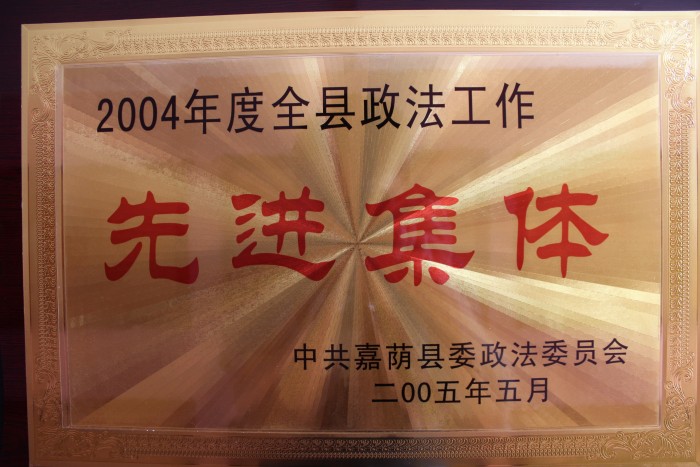 2004年度全县政法工作
先进集体
中共嘉荫县委政法委员会
二00五年五月